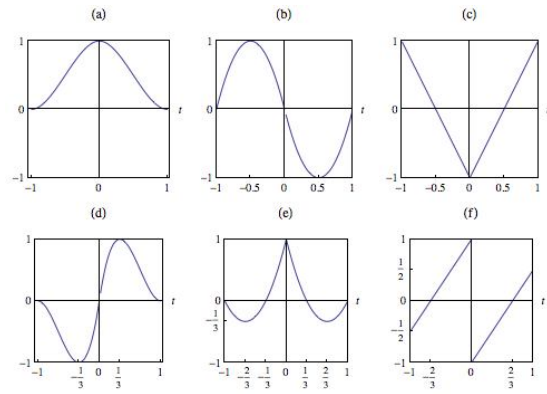 (a) (b) (c)
1 1 1
0 t 0 t 0 t
−1 −1 −1
−1 0 1 −1 −0.5 0 0.5 1 −1 −0.5 0 0.5 1
(d) (e) (f)
1 1 1
1/2
0 t 0 t 0 t
−1/3 −1/2
−1 −1 −1
−1 −1/3 0 1/3 1 −1 −2/3 −1/3 0 1/3 2/3 1 −1 −2/3 0 2/3 1